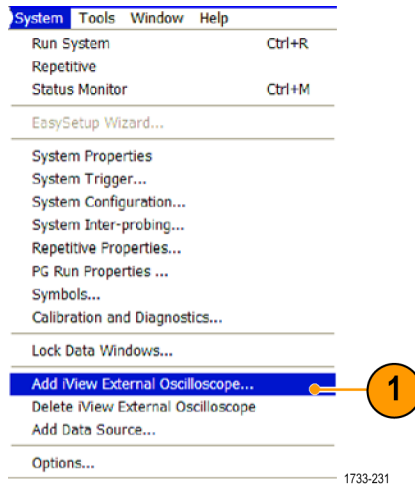 System Tools Window Help
Run System Ctrl+R
Repetitive
Status Monitor Ctrl+M
EasySetup Wizard...
System Properties
System Trigger...
System Configuration...
System Inter-probing...
Repetitive Properties...
PG Run Properties ...
Symbols...
Calibration and Diagnostics...
Lock Data Windows...
Add iView External Oscilloscope...
1
Delete iView External Oscilloscope
Add Data Source...
Options...
1733-231